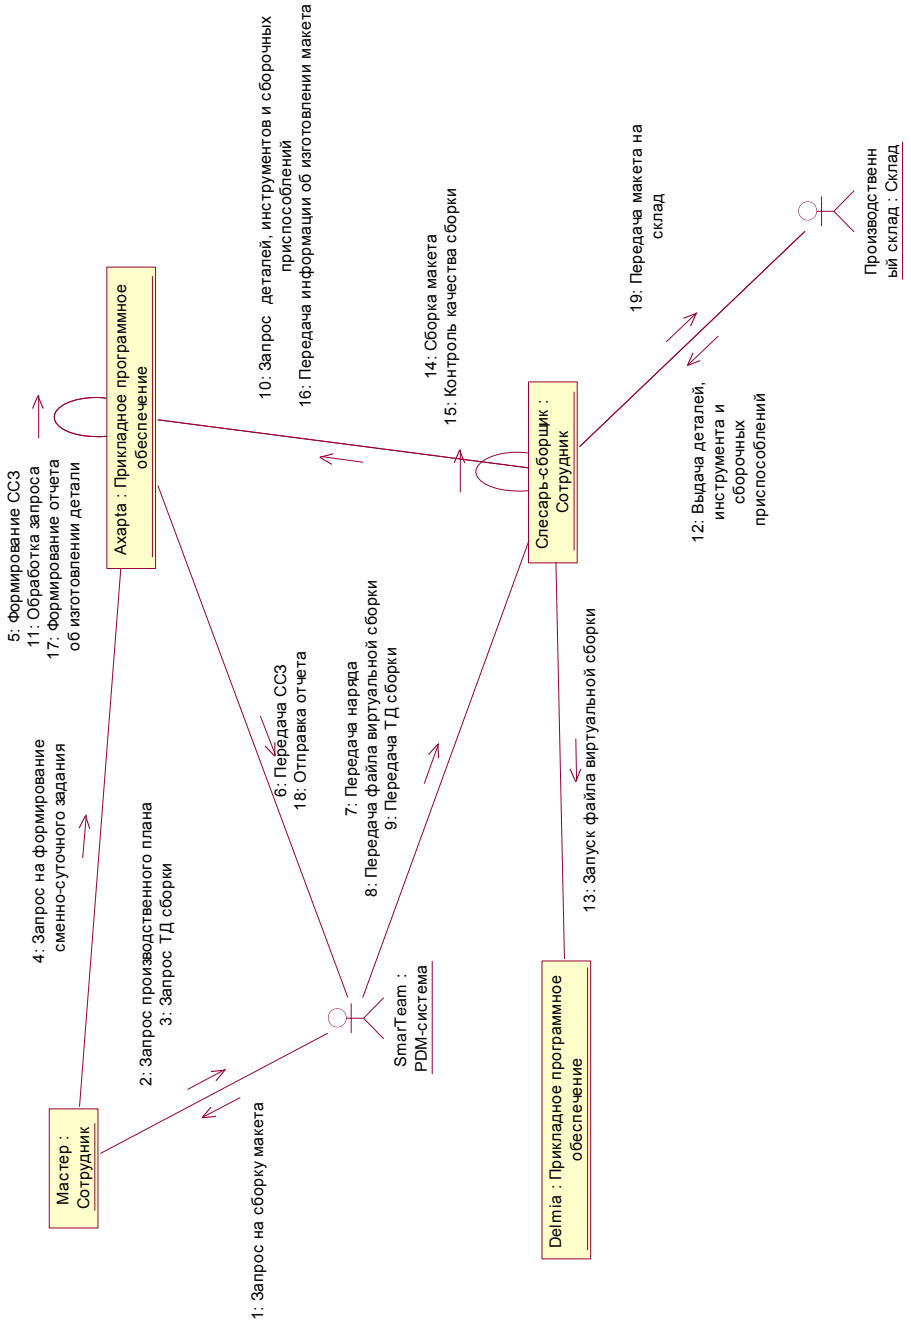 Мастер :
Сотрудник
4: Запрос на формирование
сменно-суточного задания
5: Формирование ССЗ
11: Обработка запроса
17: Формирование отчета
об изготовлении детали
Axapta : Прикладное программное
обеспечение
2: Запрос производственного плана
3: Запрос ТД сборки
1: Запрос на сборку макета
6: Передача ССЗ
18: Отправка отчета
10: Запрос деталей, инструментов и сборочных
приспособлений
16: Передача информации об изготовлении макета
SmarTeam :
PDM-система
7: Передача наряда
8: Передача файла виртуальной сборки
9: Передача ТД сборки
14: Сборка макета
15: Контроль качества сборки
Слесарь-сборщик :
Сотрудник
Delmia : Прикладное программное
обеспечение
13: Запуск файла виртуальной сборки
19: Передача макета на
склад
12: Выдача деталей,
инструмента и
сборочных
приспособлений
Производственн
ый склад : Склад